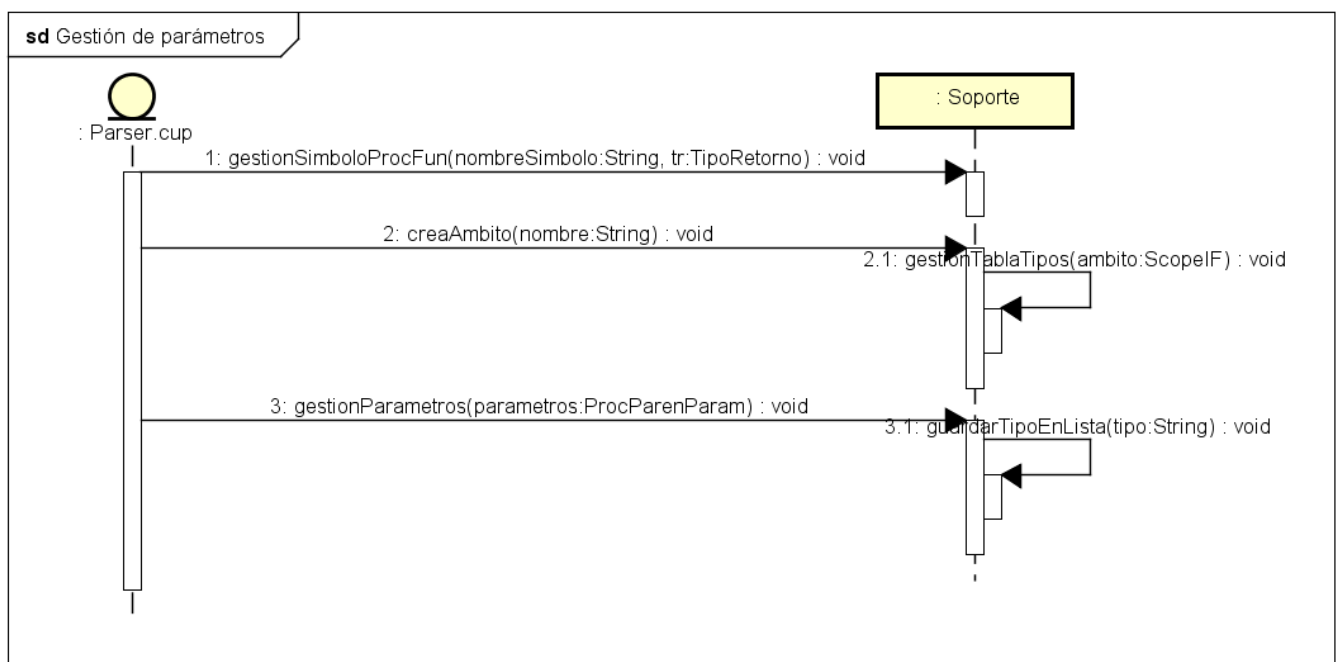 sd Gestión de parámetros
: Parser.cup
: Soporte
1: gestionSimboloProcFun(nombreSimbolo:String, tr:TipoRetorno) : void
2: creaAmbito(nombre:String) : void
2.1: gestionTablaTipos(ambito:ScopeIF) : void
3: gestionParametros(parametros:ProcParenParam) : void
3.1: guardarTipoEnLista(tipo:String) : void